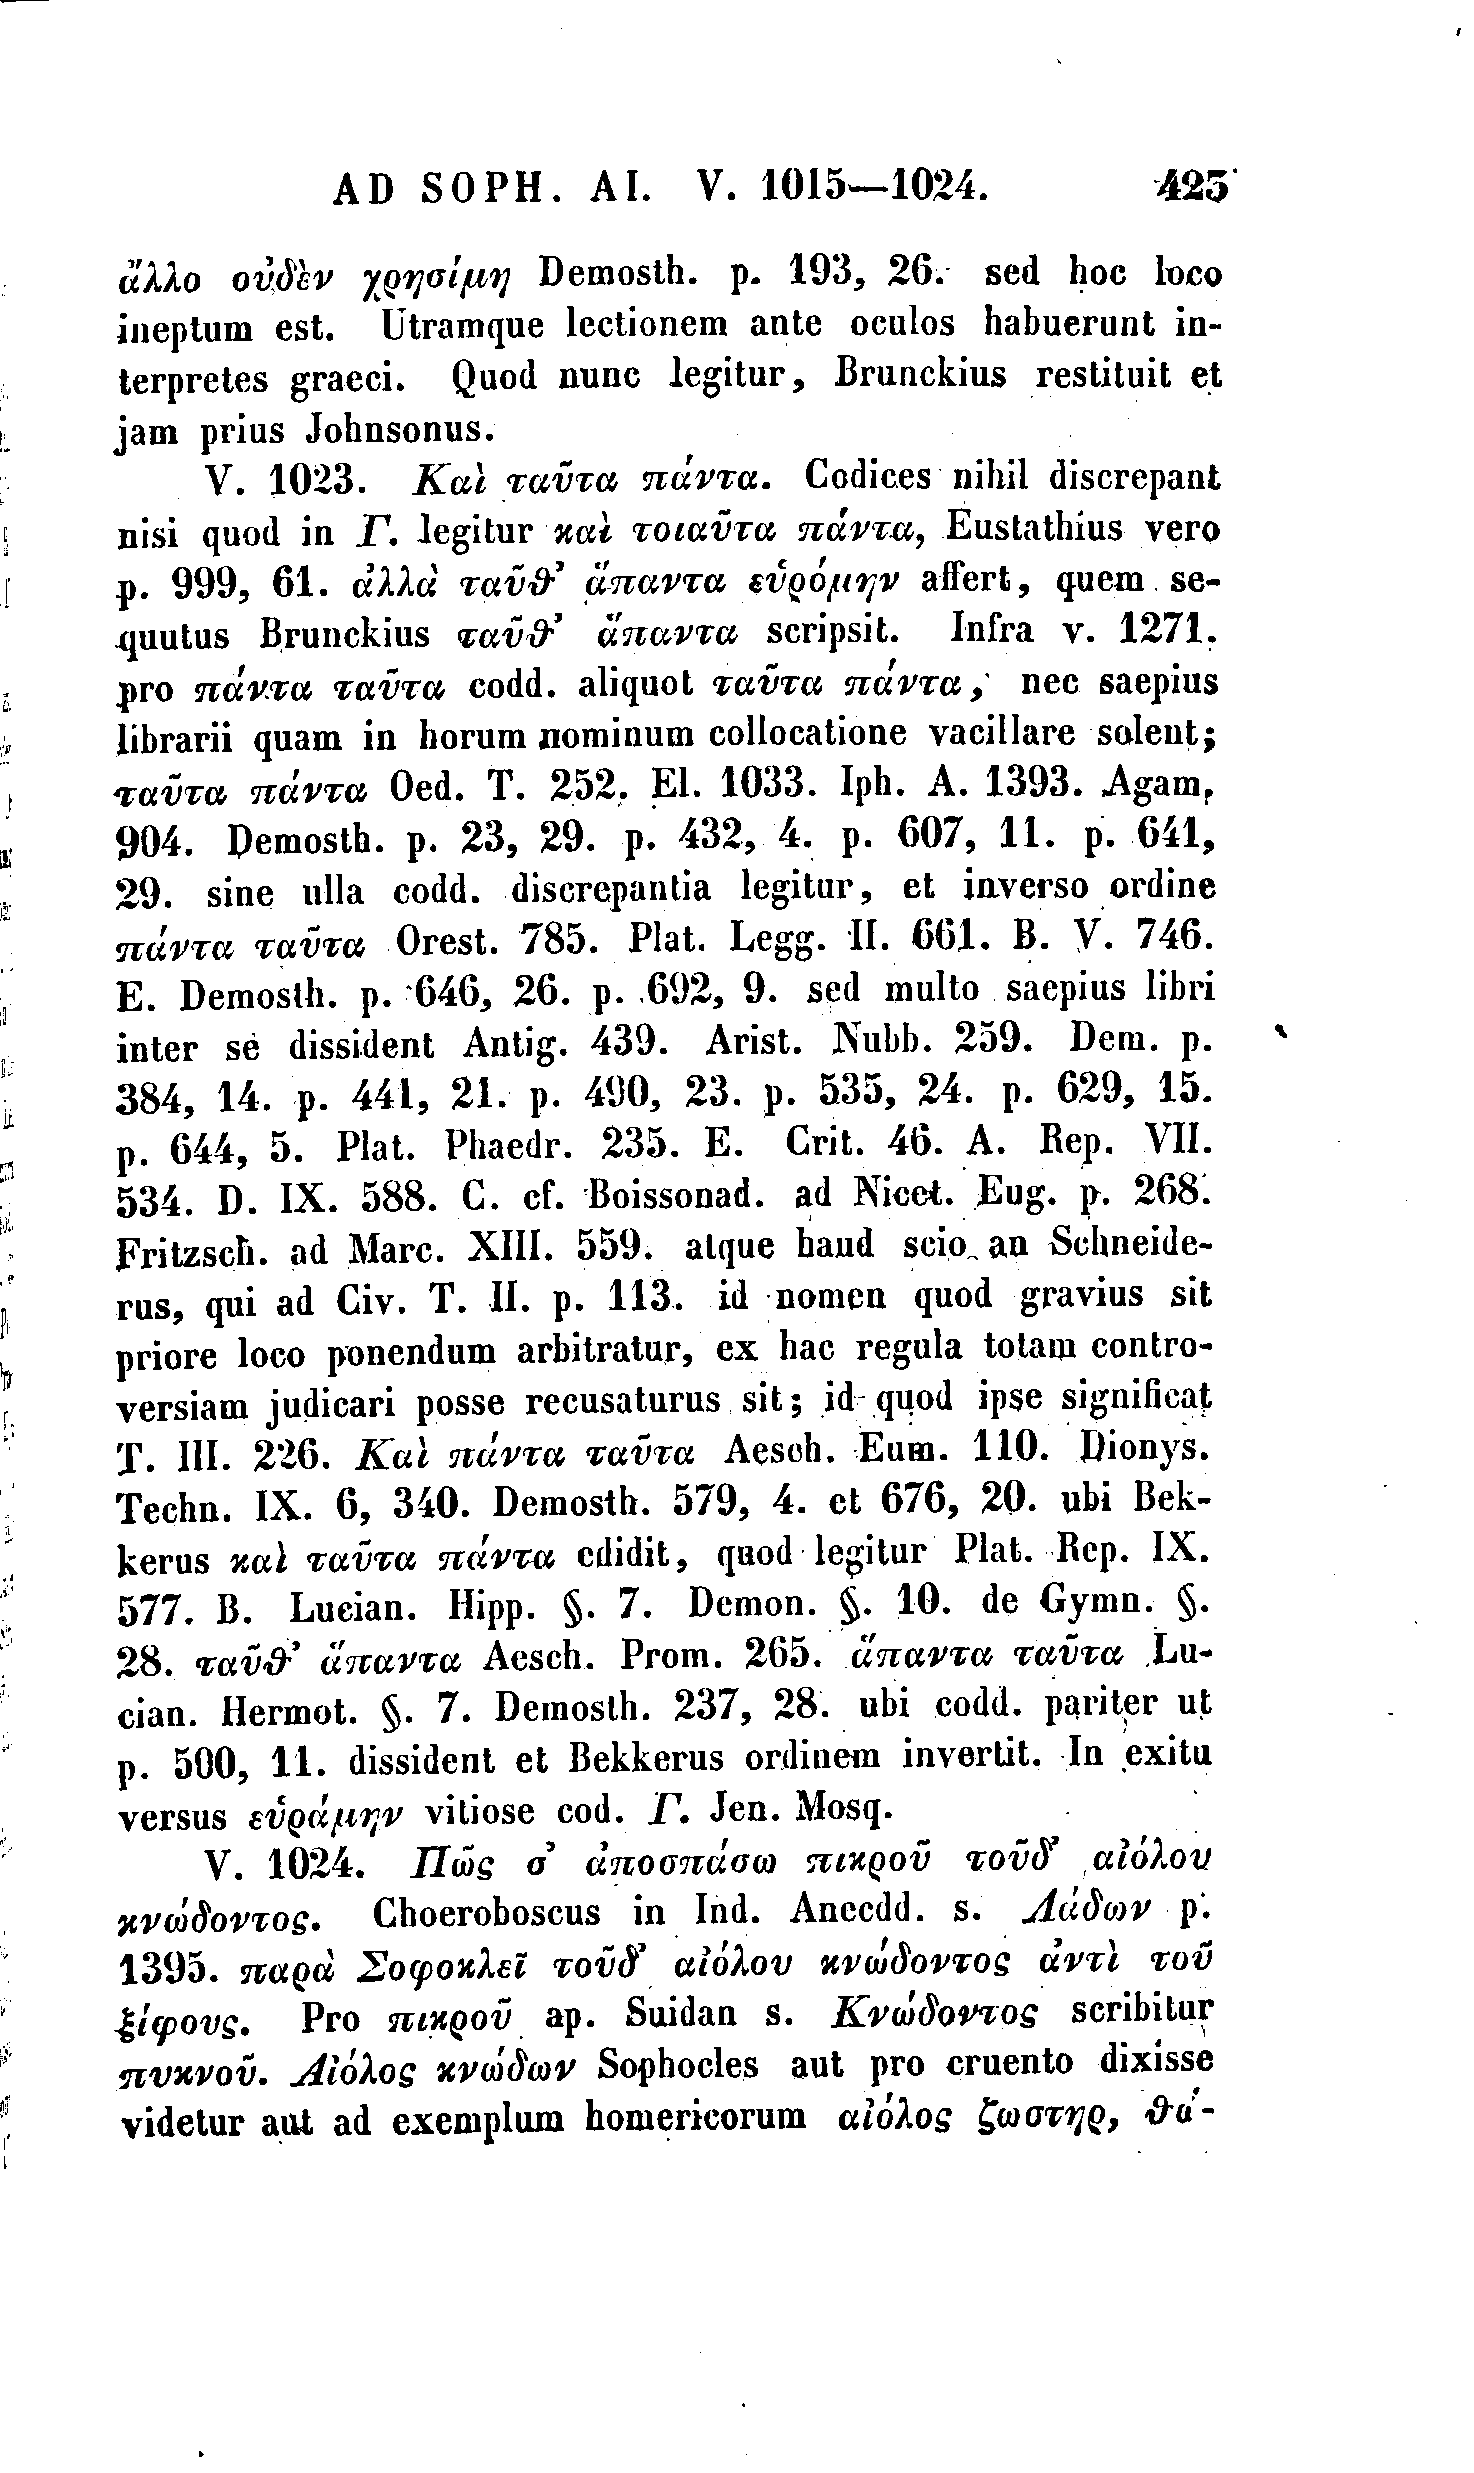 AD SOPH. AI. V. 1015—1024. 425
ἄλλο οὐδὲν χρησίμη Demosth. p. 193, 26. sed hoc loco
ineptum est. Utramque lectionem ante oculos habuerunt in-
terpretes graeci. Quod nunc legitur, Brunckius restituit et
jam prius Johnsonus.
V. 1023. Καὶ ταῦτα πάντα. Codices nihil discrepant
nisi quod in Γ. legitur καὶ τοιαῦτα πάντα, Eustathius vero
p. 999, 61. ἀλλὰ ταῦθ’ ἅπαντα εὑρόμην affert, quem se-
quutus Brunckius ταῦθ’ ἅπαντα scripsit. Infra v. 1271.
pro πάντα ταῦτα codd. aliquot ταῦτα πάντα, nec saepius
librarii quam in horum nominum collocatione vacillare solent;
ταῦτα πάντα Oed. T. 252. El. 1033. Iph. A. 1393. Agam.
904. Demosth. p. 23, 29. p. 432, 4. p. 607, 11. p. 641,
29. sine ulla codd. discrepantia legitur, et inverso ordine
πάντα ταῦτα Orest. 785. Plat. Legg. II. 661. B. V. 746.
E. Demosth. p. 646, 26. p. 692, 9. sed multo saepius libri
inter se dissident Antig. 439. Arist. Nubb. 259. Dem. p.
384, 14. p. 441, 21. p. 490, 23. p. 535, 24. p. 629, 15.
p. 644, 5. Plat. Phaedr. 235. E. Crit. 46. A. Rep. VII.
534. D. IX. 588. C. cf. Boissonad. ad Nicet. Eug. p. 268.
Fritzsch. ad Marc. XIII. 559. atque haud scio an Schneide-
rus, qui ad Civ. T. II. p. 113. id nomen quod gravius sit
priore loco ponendum arbitratur, ex hac regula totam contro-
versiam judicari posse recusaturus sit; id quod ipse significat
T. III. 226. Καὶ πάντα ταῦτα Aesch. Eum. 110. Dionys.
Techn. IX. 6, 340. Demosth. 579, 4. et 676, 20. ubi Bek-
kerus καὶ ταῦτα πάντα edidit, quod legitur Plat. Rep. IX.
577. B. Lucian. Hipp. §. 7. Demon. §. 10. de Gymn. §.
28. ταῦθ’ ἅπαντα Aesch. Prom. 265. ἅπαντα ταῦτα Lu-
cian. Hermot. §. 7. Demosth. 237, 28. ubi codd. pariter ut
p. 500, 11. dissident et Bekkerus ordinem invertit. In exitu
versus εὑράμην vitiose cod. Γ. Jen. Mosq.
V. 1024. Πῶς σ’ ἀποσπάσω πικροῦ τοῦδ’ αἰόλου
κνώδοντος. Choeroboscus in Ind. Anecdd. s. Λάδων p.
1395. παρὰ Σοφοκλεῖ τοῦδ’ αἰόλου κνώδοντος ἀντὶ τοῦ
ξίφους. Pro πικροῦ ap. Suidan s. Κνώδοντος scribitur
πυκνοῦ. Αἰόλος κνώδων Sophocles aut pro cruento dixisse
videtur aut ad exemplum homericorum αἰόλος ζωστηρ, θά-